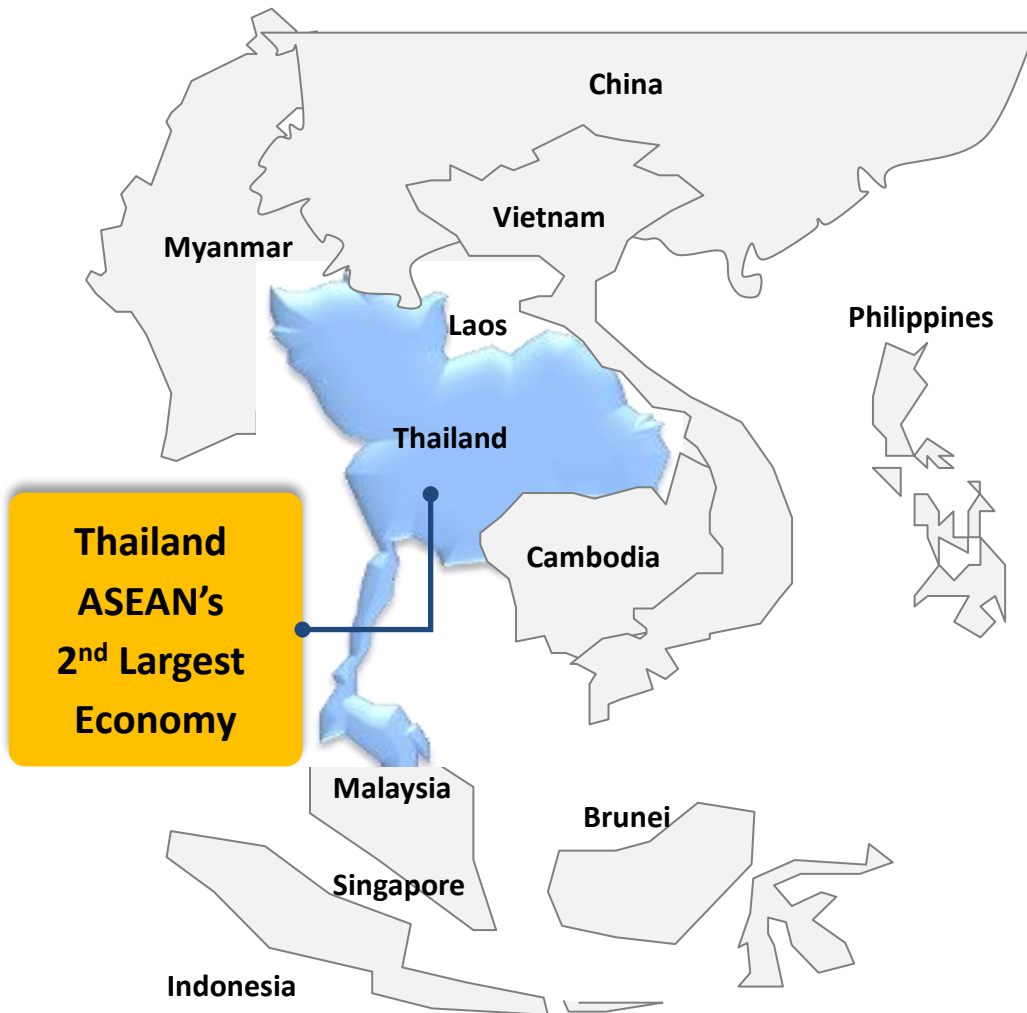 China
Vietnam
Myanmar
Philippines
Laos
Thailand
Thailand
ASEAN’s
2nd Largest
Economy
Cambodia
Malaysia
Brunei
Singapore
Indonesia